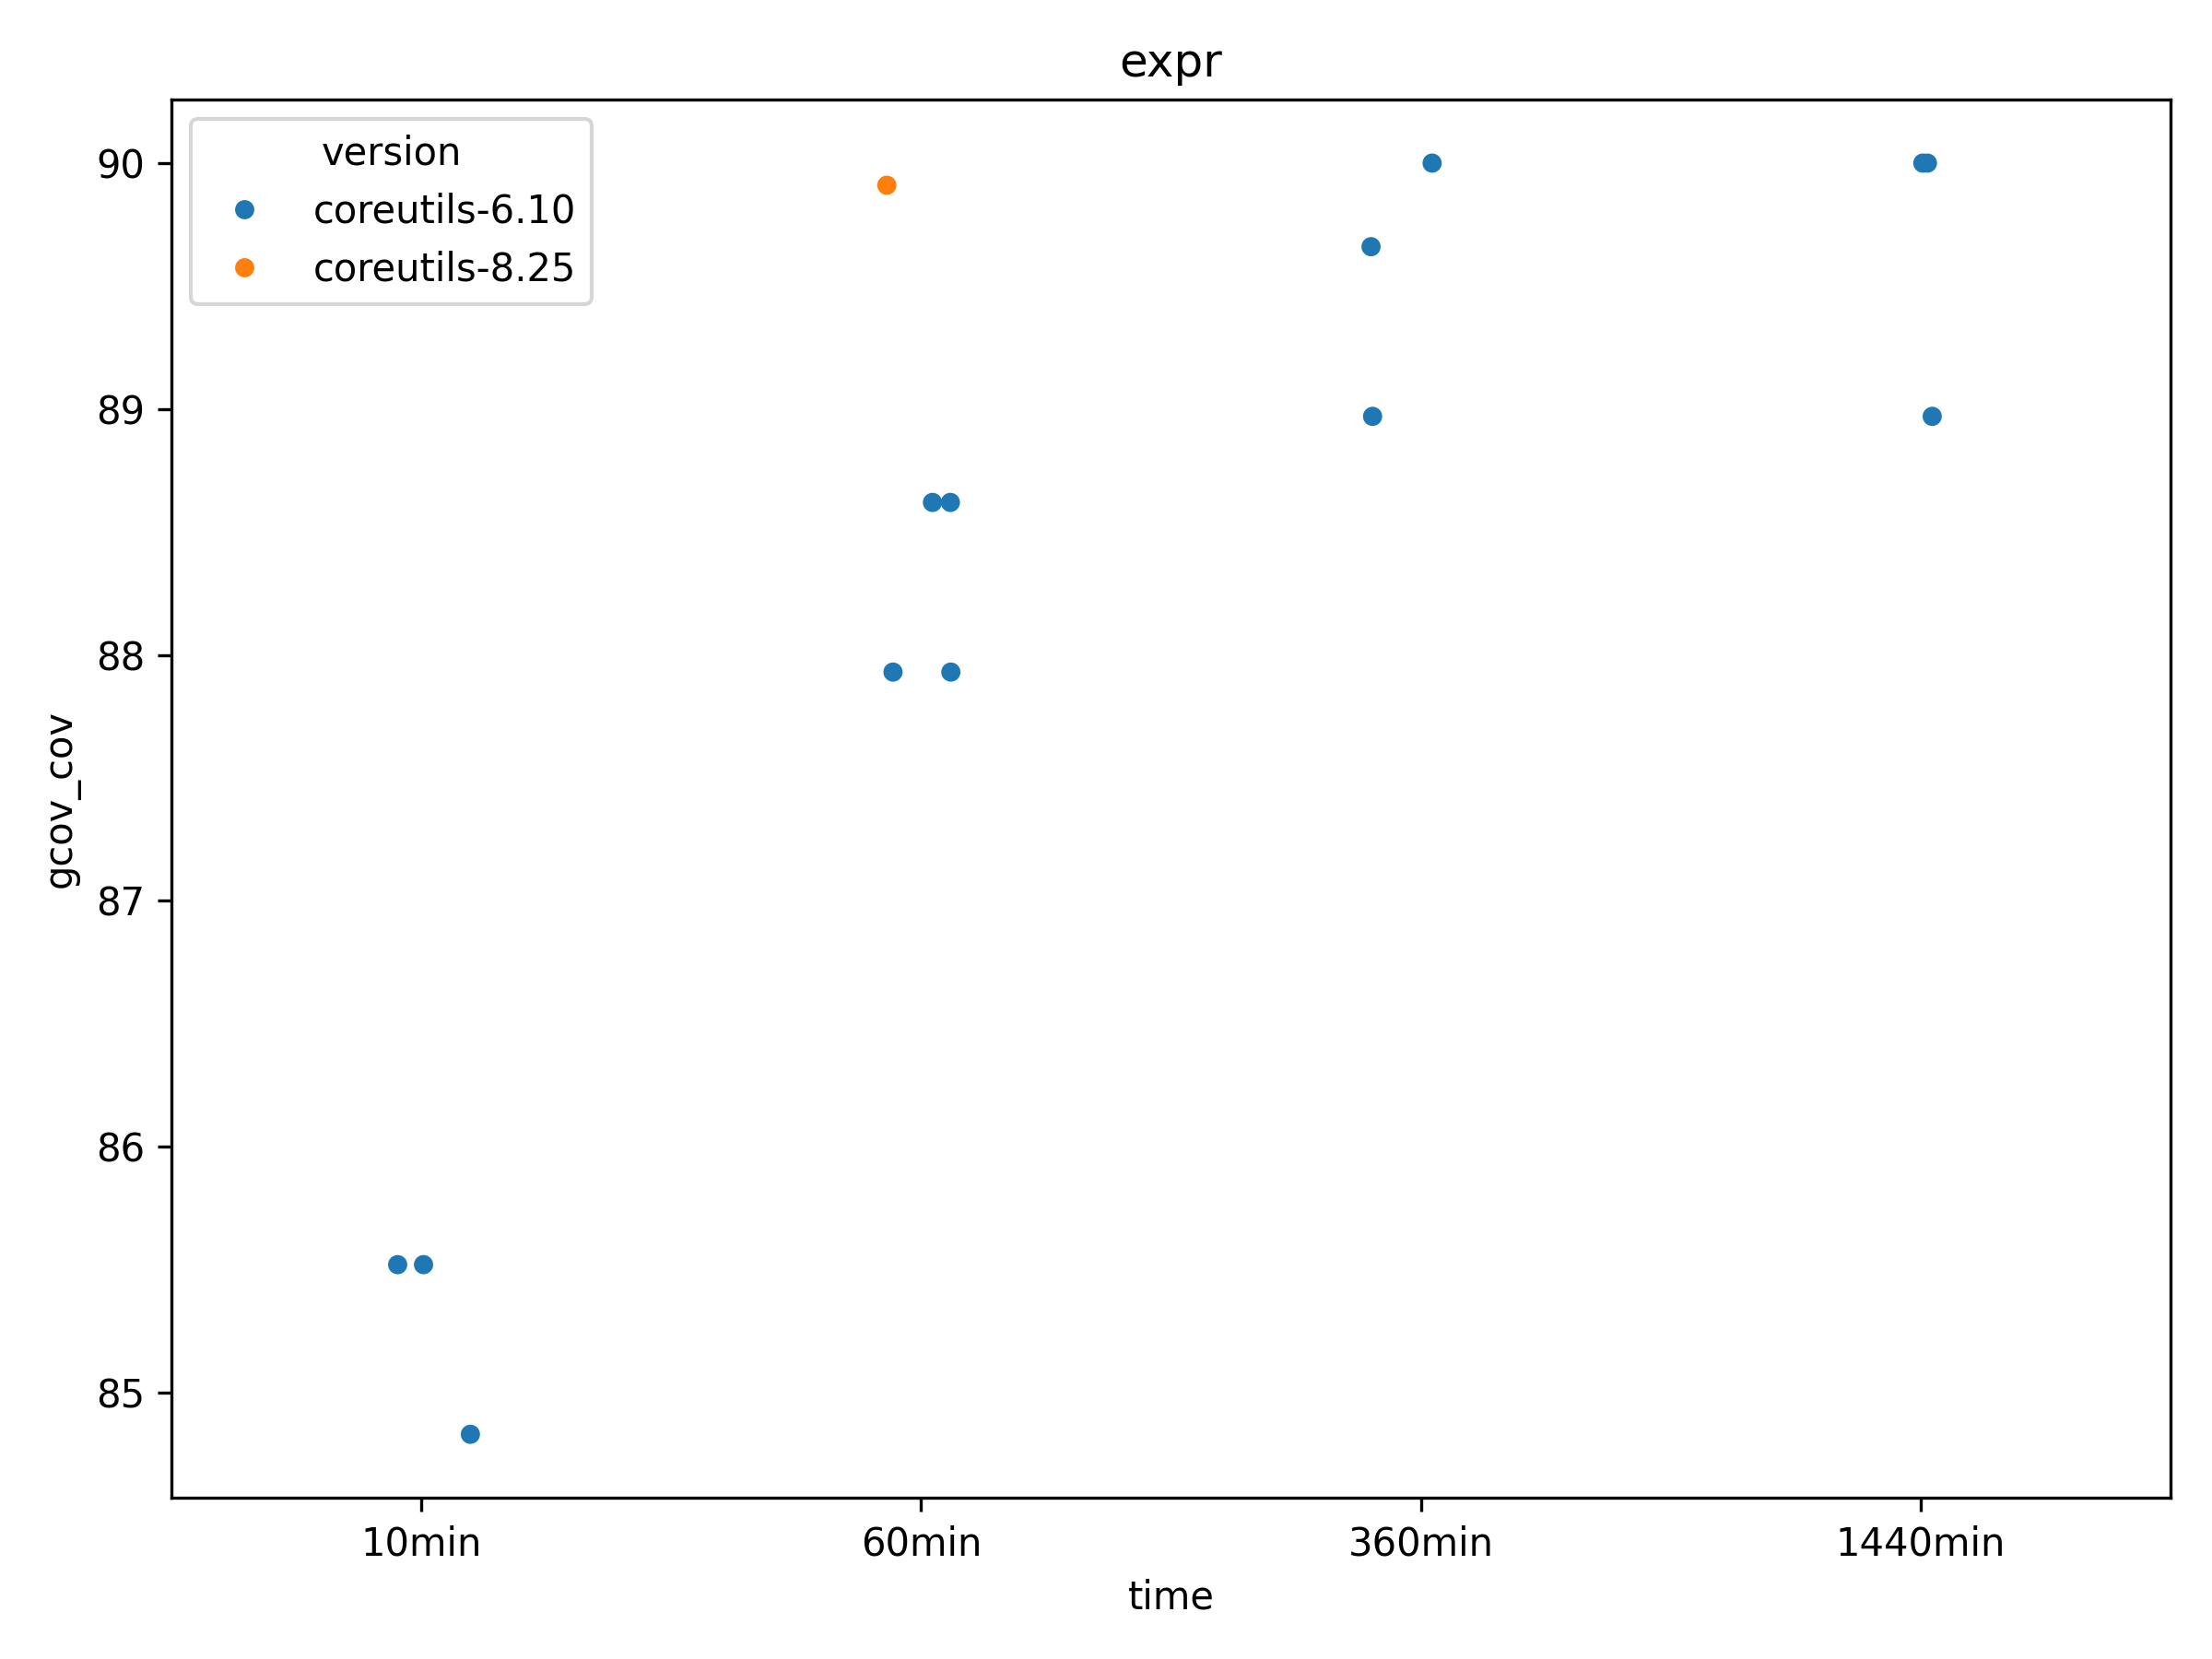 expr
version
coreutils-6.10
coreutils-8.25
90
89
88
87
86
85
gcov_cov
10min
60min
360min
1440min
time